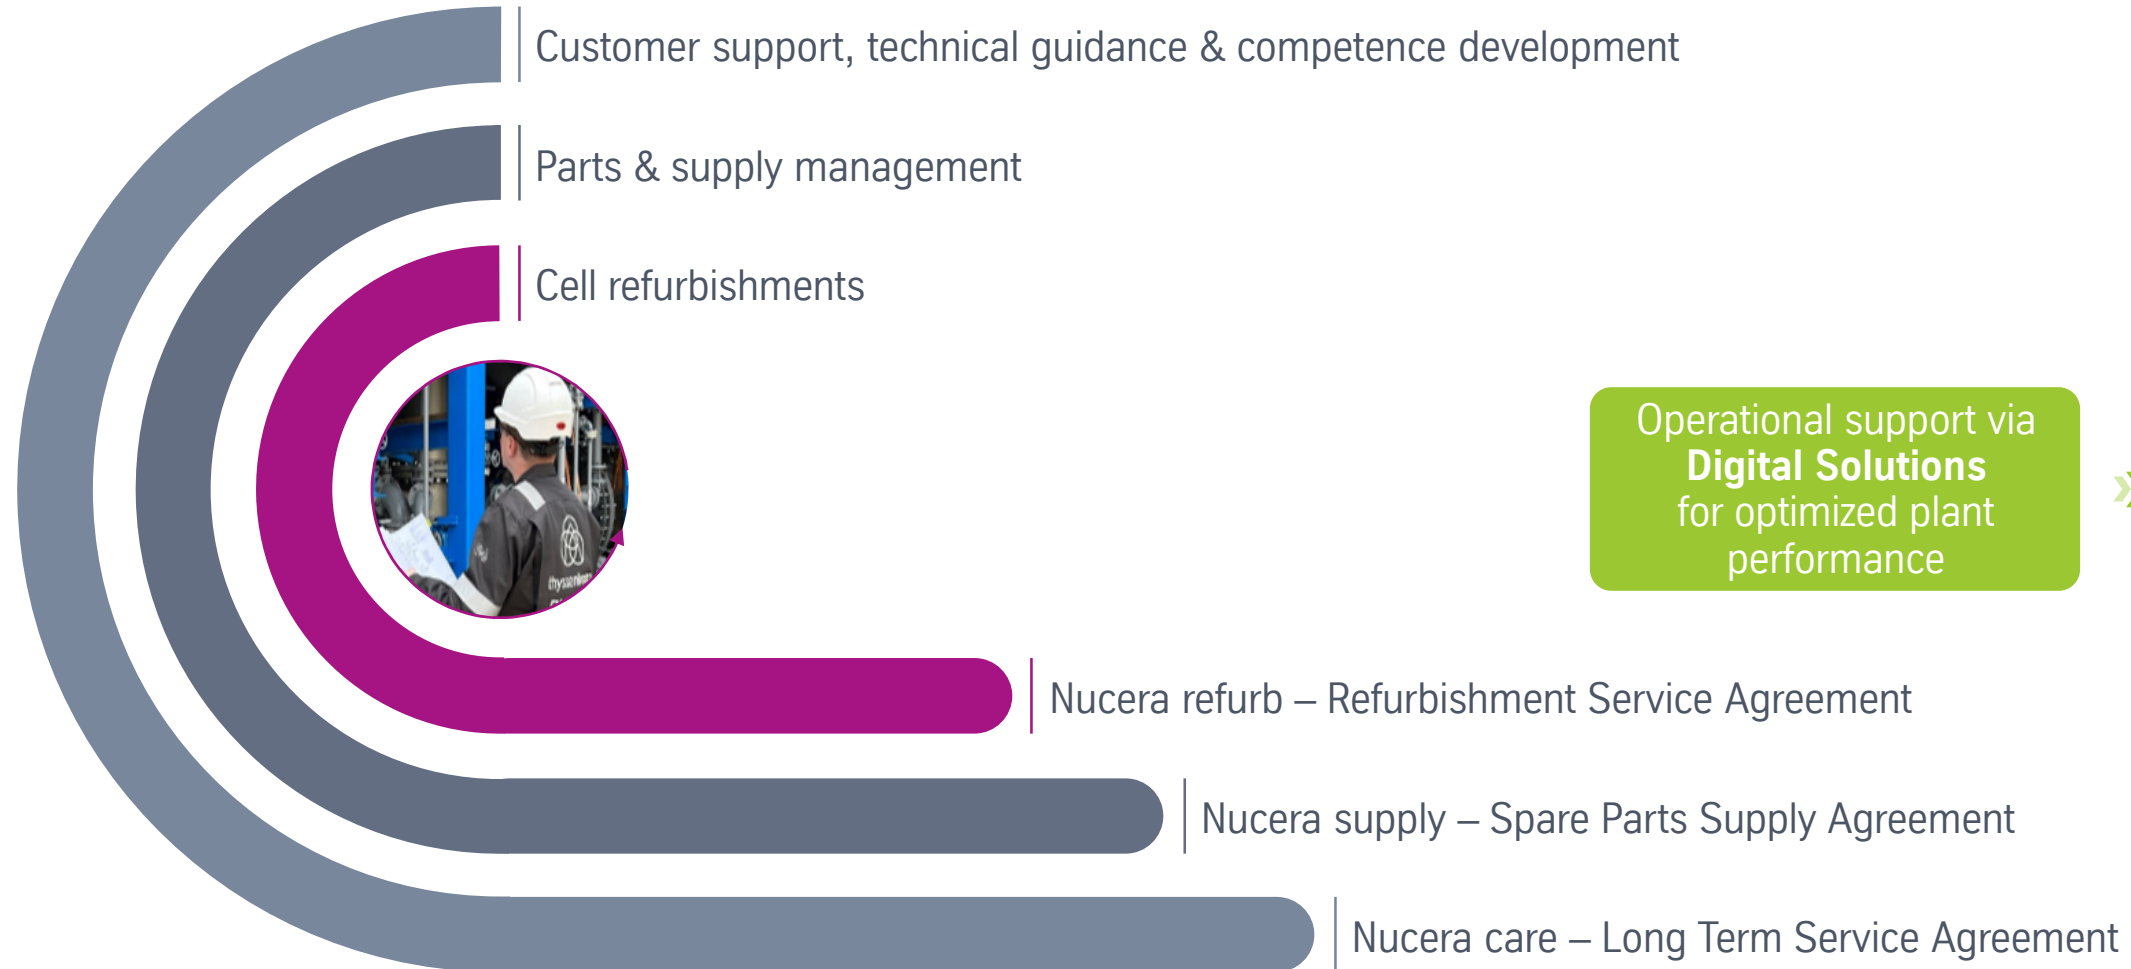 Customer support, technical guidance & competence development
Parts & supply management
Cell refurbishments
Operational support via
Digital Solutions
for optimized plant
performance
Nucera refurb – Refurbishment Service Agreement
Nucera supply – Spare Parts Supply Agreement
Nucera care – Long Term Service Agreement